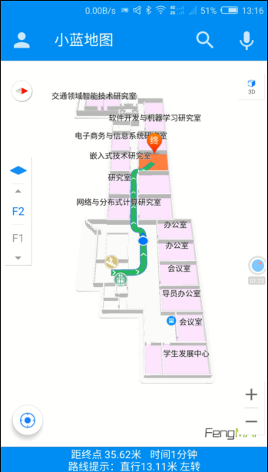 0.00B/s 51% 13:16
小蓝地图
交通领域智能技术研究室
3D
软件开发与机器学习研究室
电子商务与信息系统研究室
终
嵌入式技术研究室
研究室
网络与分布式计算研究室
F2
F1
办公室
办公室
会议室
导员办公室
会议室
学生发展中心
距终点 35.62米 时间1分钟
路线提示：直行13.11米 左转